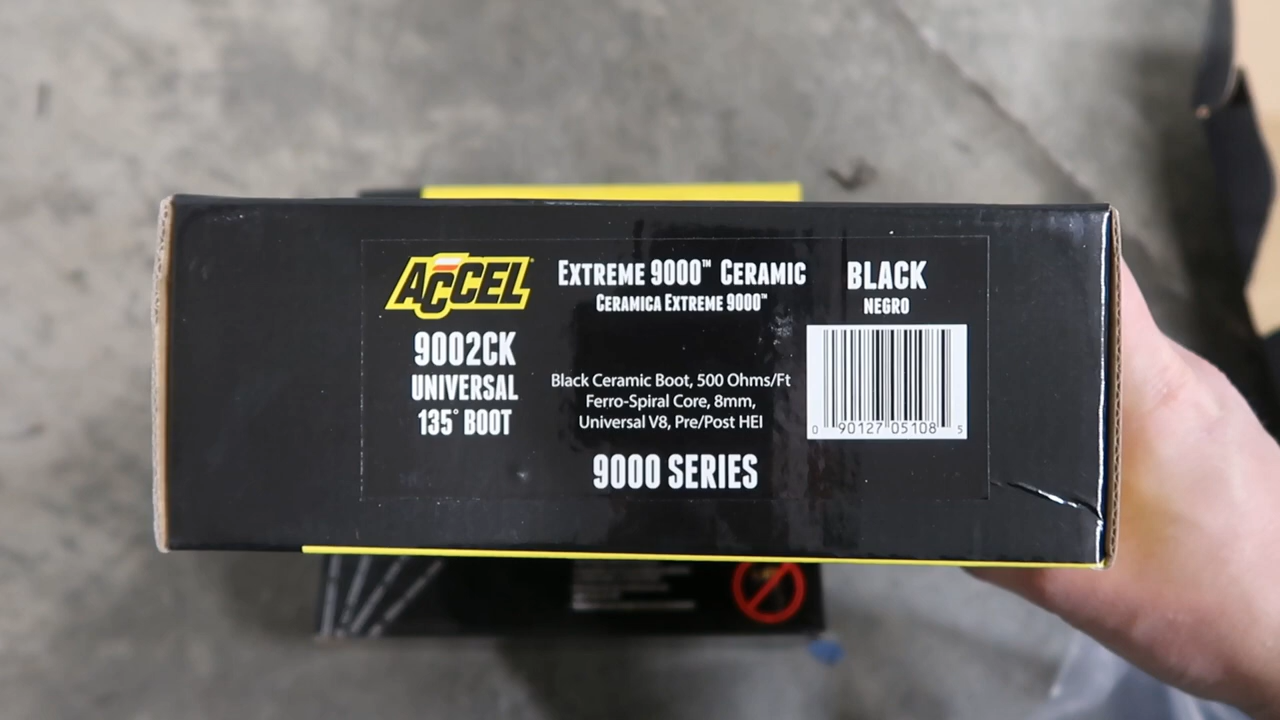 ACCEL
9002CK
UNIVERSAL
135° BOOT
EXTREME 9000™ CERAMIC
CERAMICA EXTREME 9000™
Black Ceramic Boot, 500 Ohms/Ft
Ferro-Spiral Core, 8mm,
Universal V8, Pre/Post HEI
9000 SERIES
BLACK
NEGRO
0 90127 05108 5